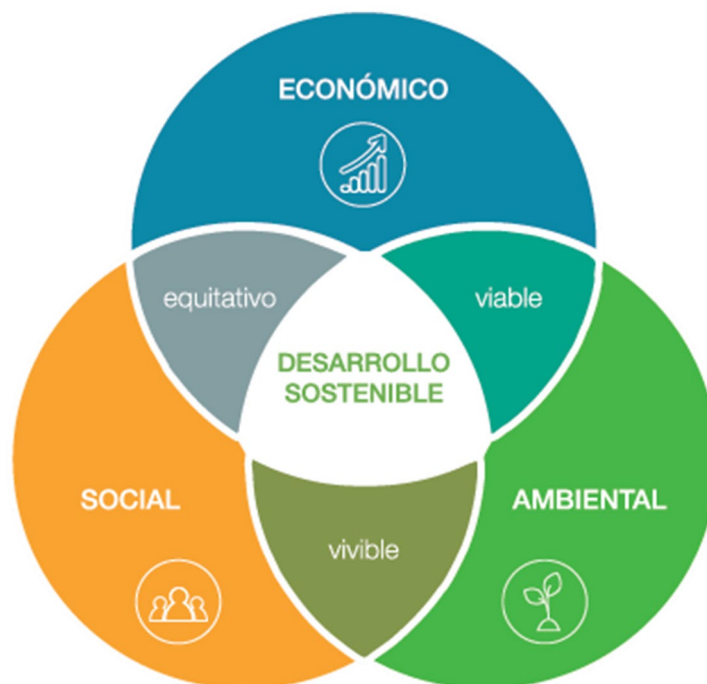 ECONÓMICO
equitativo
viable
DESARROLLO
SOSTENIBLE
SOCIAL
AMBIENTAL
vivible